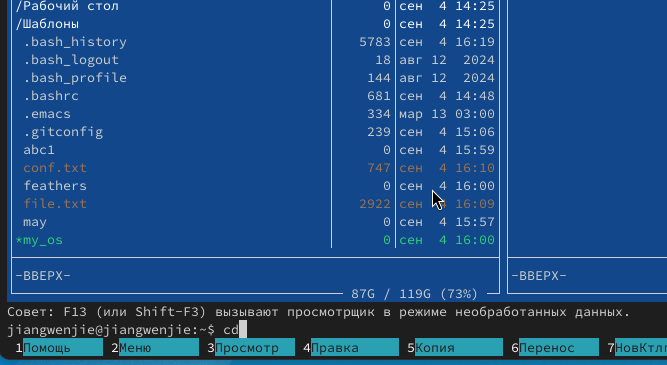 /Рабочий стол 0 сен 4 14:25
/Шаблоны 0 сен 4 14:25
.bash_history 5783 сен 4 16:19
.bash_logout 18 авг 12 2024
.bash_profile 144 авг 12 2024
.bashrc 681 сен 4 14:48
.emacs 334 мар 13 03:00
.gitconfig 239 сен 4 15:06
abc1 0 сен 4 15:59
conf.txt 747 сен 4 16:10
feathers 0 сен 4 16:00
file.txt 2922 сен 4 16:09
may 0 сен 4 15:57
*my_os 0 сен 4 16:00
-ВВЕРХ- -ВВЕРХ-
87G / 119G (73%)
Совет: F13 (или Shift-F3) вызывают просмотрщик в режиме необработанных данных.
jiangwenjie@jiangwenjie:~$ cd
1Помощь 2Меню 3Просмотр 4Правка 5Копия 6Перенос 7НовКтлг